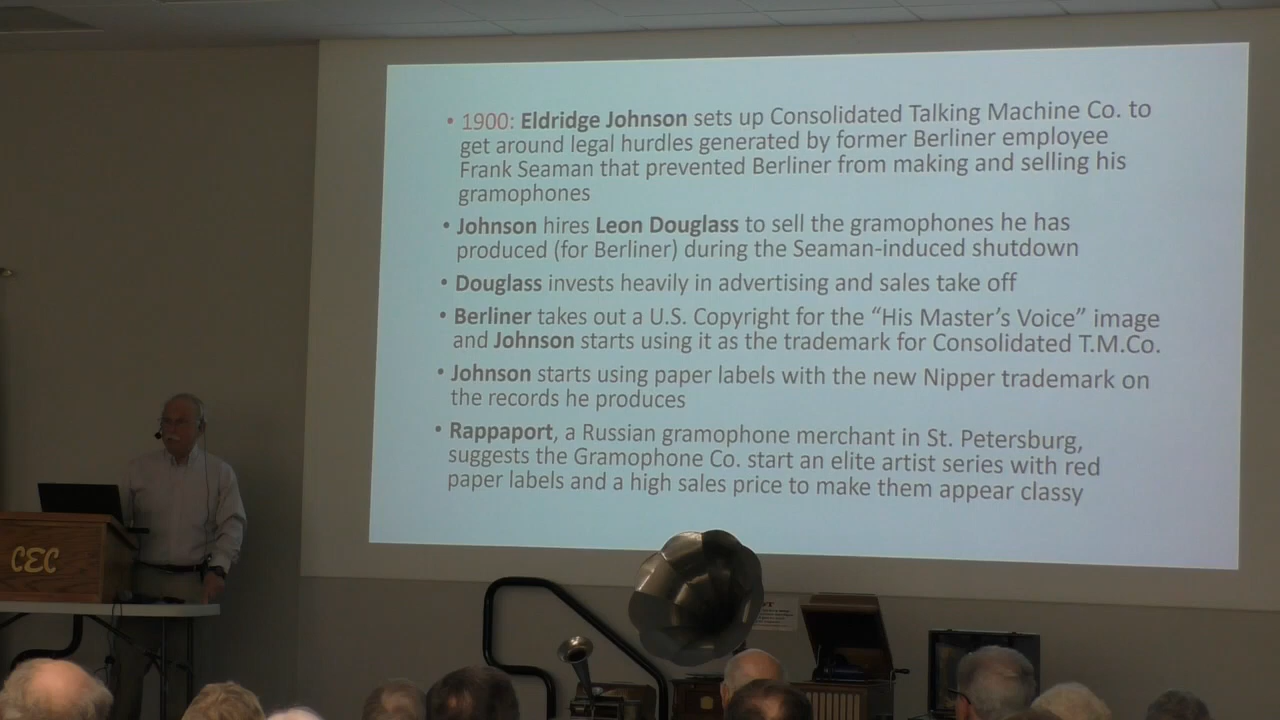 • 1900: Eldridge Johnson sets up Consolidated Talking Machine Co. to
get around legal hurdles generated by former Berliner employee
Frank Seaman that prevented Berliner from making and selling his
gramophones
• Johnson hires Leon Douglass to sell the gramophones he has
produced (for Berliner) during the Seaman-induced shutdown
• Douglass invests heavily in advertising and sales take off
• Berliner takes out a U.S. Copyright for the “His Master’s Voice” image
and Johnson starts using it as the trademark for Consolidated T.M.Co.
• Johnson starts using paper labels with the new Nipper trademark on
the records he produces
• Rappaport, a Russian gramophone merchant in St. Petersburg,
suggests the Gramophone Co. start an elite artist series with red
paper labels and a high sales price to make them appear classy
CEC